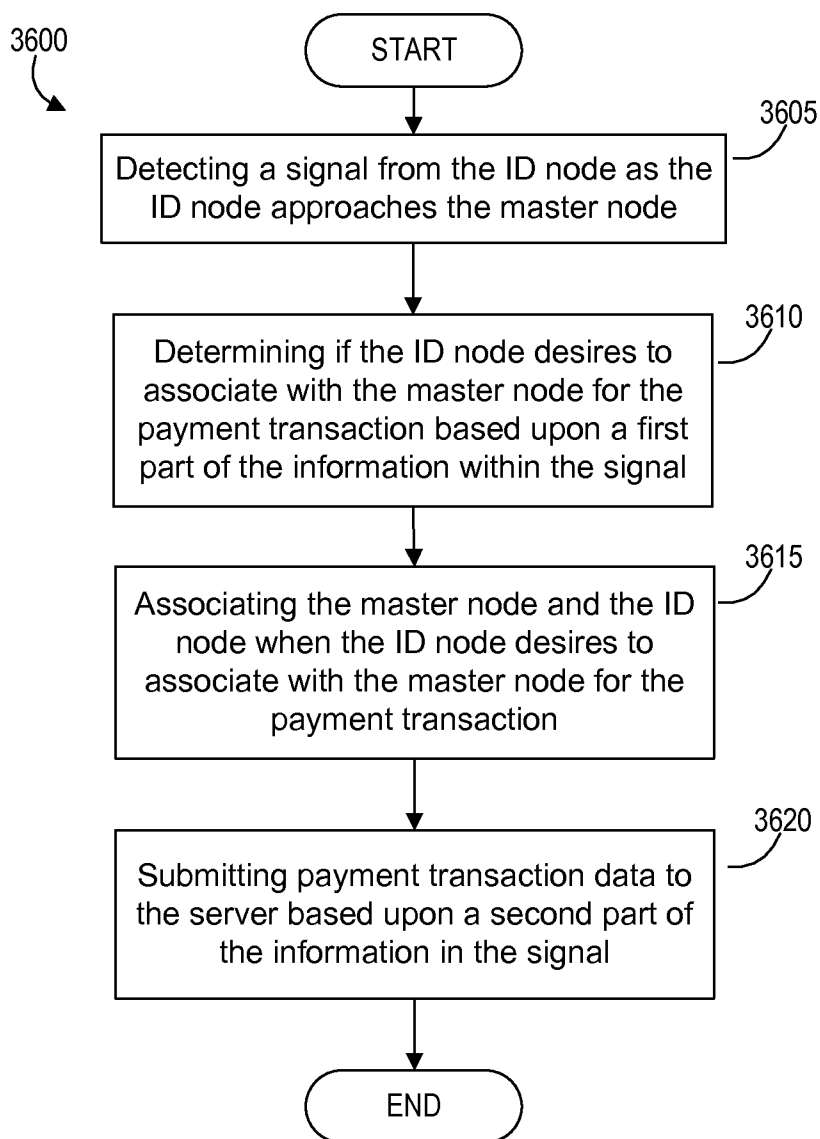 3600
START
3605
Detecting a signal from the ID node as the
ID node approaches the master node
3610
Determining if the ID node desires to
associate with the master node for the
payment transaction based upon a first
part of the information within the signal
3615
Associating the master node and the ID
node when the ID node desires to
associate with the master node for the
payment transaction
3620
Submitting payment transaction data to
the server based upon a second part of
the information in the signal
END